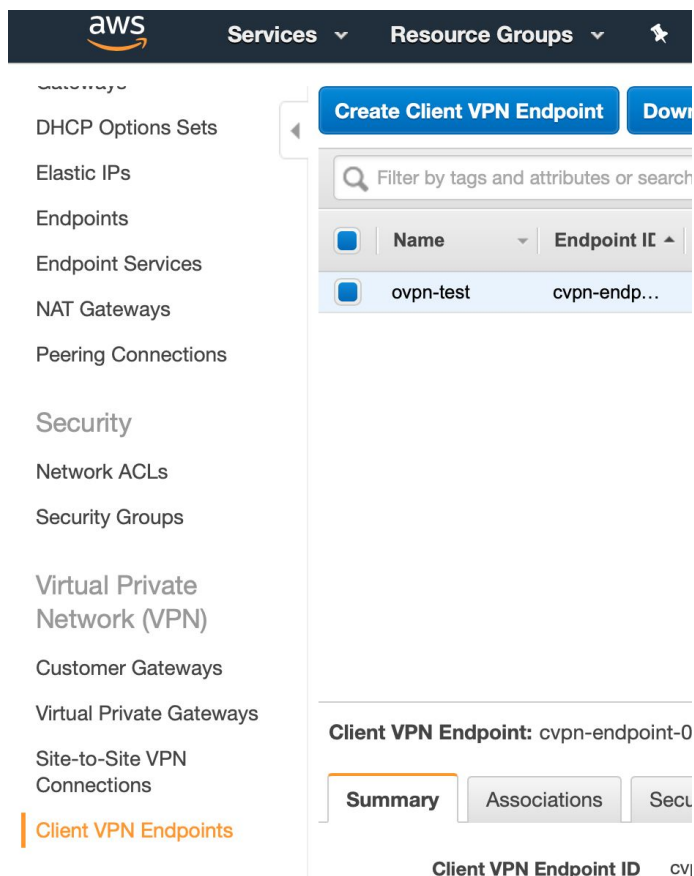 aws
Services
Resource Groups
DHCP Options Sets
Elastic IPs
Endpoints
Endpoint Services
NAT Gateways
Peering Connections
Security
Network ACLs
Security Groups
Virtual Private
Network (VPN)
Customer Gateways
Virtual Private Gateways
Site-to-Site VPN
Connections
Client VPN Endpoints
Create Client VPN Endpoint
Filter by tags and attributes or search
Name
Endpoint
ovpn-test
cvpn-endp...
Client VPN Endpoint: cvpn-endpoint-0
Summary
Associations
Client VPN Endpoint ID